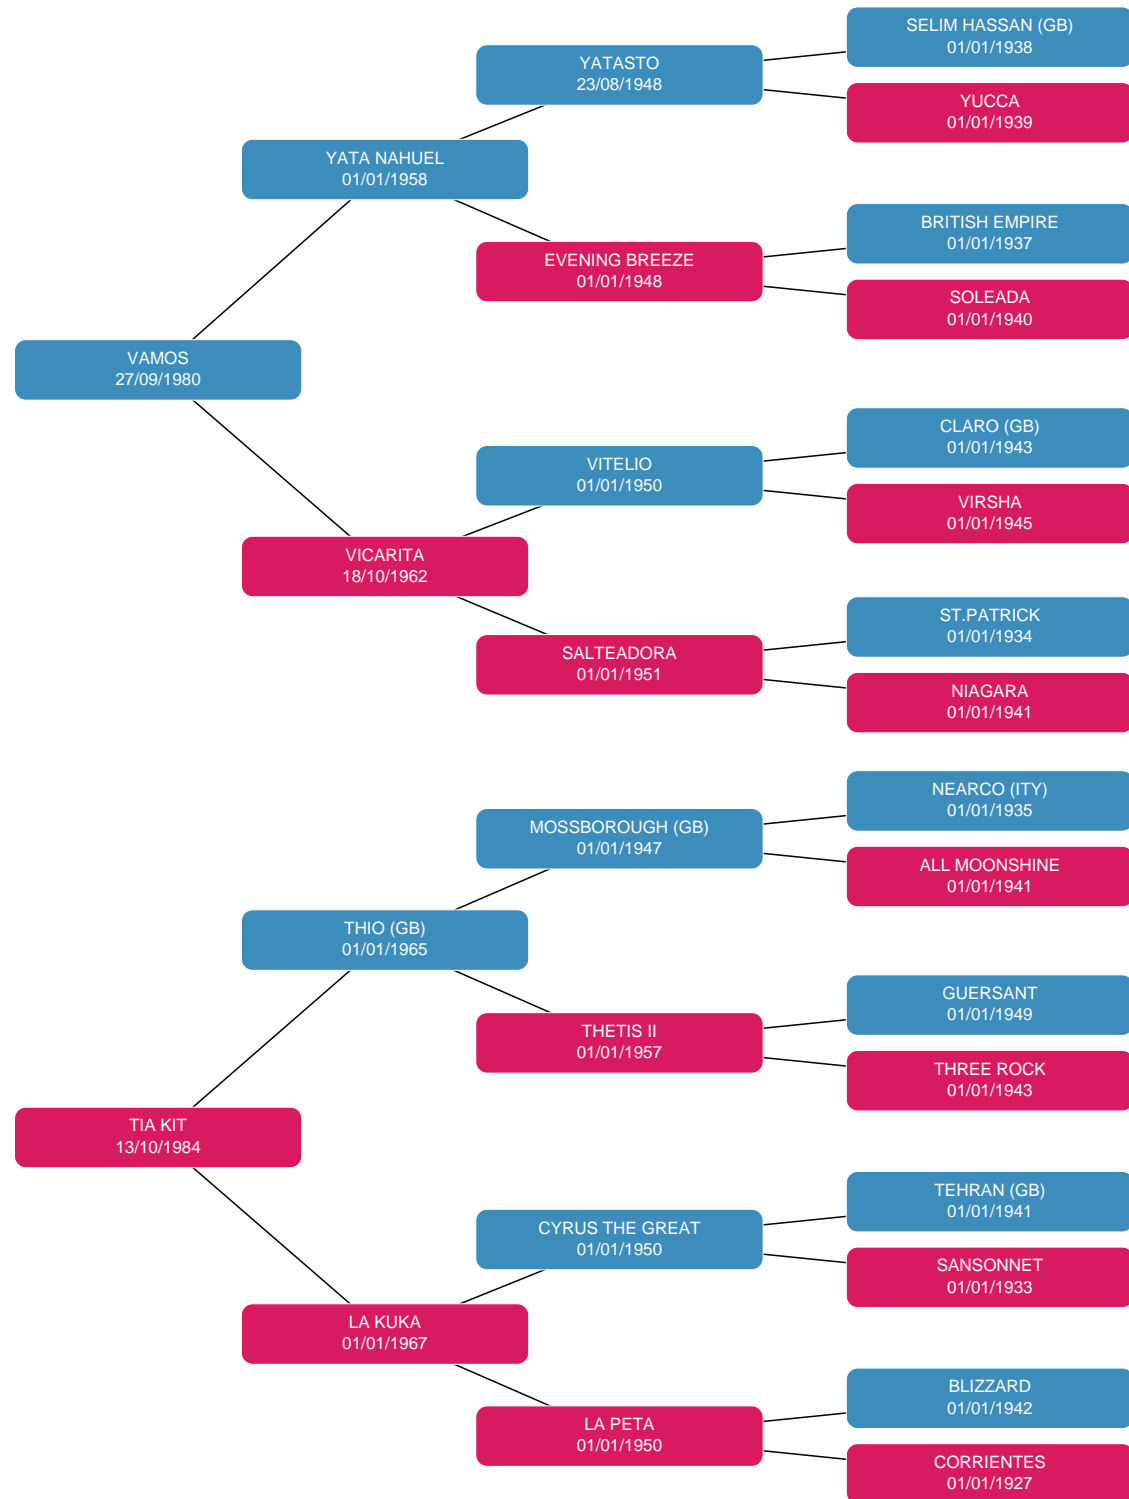 SELIM HASSAN (GB)
01/01/1938
YATASTO
23/08/1948
YUCCA
01/01/1939
YATA NAHUEL
01/01/1958
BRITISH EMPIRE
01/01/1937
EVENING BREEZE
01/01/1948
SOLEADA
01/01/1940
VAMOS
27/09/1980
CLARO (GB)
01/01/1943
VITELIO
01/01/1950
VIRSHA
01/01/1945
VICARITA
18/10/1962
ST.PATRICK
01/01/1934
SALTEADORA
01/01/1951
NIAGARA
01/01/1941
NEARCO (ITY)
01/01/1935
MOSSBOROUGH (GB)
01/01/1947
ALL MOONSHINE
01/01/1941
THIO (GB)
01/01/1965
GUERSANT
01/01/1949
THETIS II
01/01/1957
THREE ROCK
01/01/1943
TIA KIT
13/10/1984
TEHRAN (GB)
01/01/1941
CYRUS THE GREAT
01/01/1950
SANSONNET
01/01/1933
LA KUKA
01/01/1967
BLIZZARD
01/01/1942
LA PETA
01/01/1950
CORRIENTES
01/01/1927